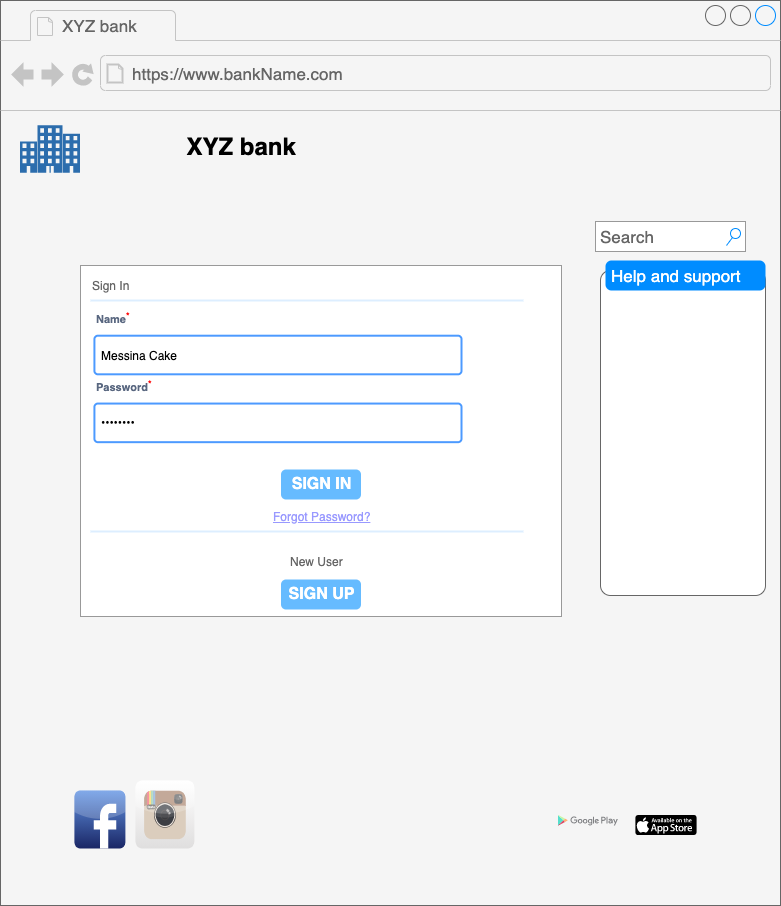 XYZ bank
https://www.bankName.com
XYZ bank
Search
Help and support
Sign In
Name*
Messina Cake
Password*
••••••••
SIGN IN
Forgot Password?
New User
SIGN UP
f
Google Play
Available on the
App Store